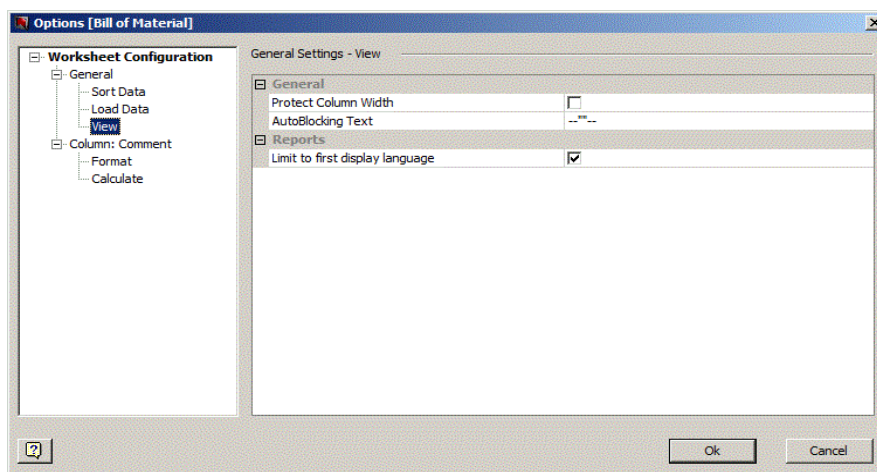 Options [Bill of Material]
Worksheet Configuration
General
Sort Data
Load Data
View
Column: Comment
Format
Calculate
General Settings - View
General
Protect Column Width
AutoBlocking Text --""--
Reports
Limit to first display language
Ok
Cancel